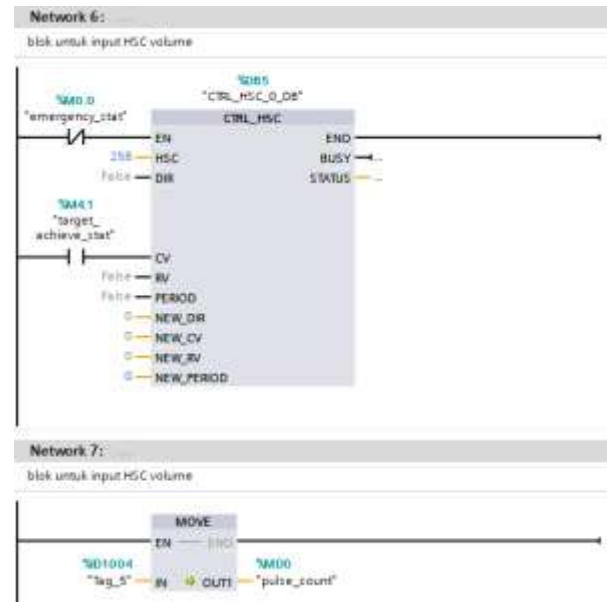 Network 6:
blok untuk input HSC volume
%DB5
"CTRL_HSC_0_DB"
%M0.0
"emergency_stat"
CTRL_HSC
EN
ENO
258
HSC
BUSY
...
False
DIR
STATUS
...
%M4.1
"target_
achieve_stat"
CV
False
RV
False
PERIOD
0
NEW_DIR
0
NEW_CV
0
NEW_RV
0
NEW_PERIOD
Network 7:
blok untuk input HSC volume
MOVE
EN
ENO
%ID1004
"Tag_5"
IN
OUT1
"pulse_count"